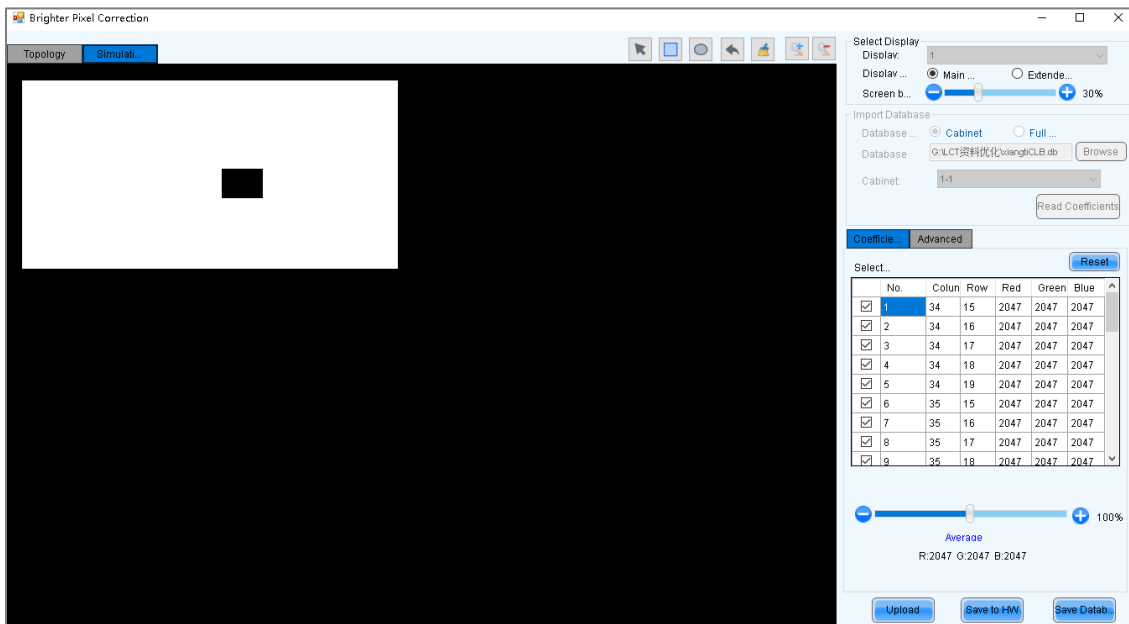 Brighter Pixel Correction
Topology Simulati...
Select Display
Display: 1
Display ... Main ... Extende...
Screen b... 30%
Import Database
Database ... Cabinet Full ...
Database G:\LCT资料优化\xiangtiCLB.db Browse
Cabinet: 1-1
Read Coefficients
Coefficie... Advanced
Select... Reset
No. Colun Row Red Green Blue
1 34 15 2047 2047 2047
2 34 16 2047 2047 2047
3 34 17 2047 2047 2047
4 34 18 2047 2047 2047
5 34 19 2047 2047 2047
6 35 15 2047 2047 2047
7 35 16 2047 2047 2047
8 35 17 2047 2047 2047
9 35 18 2047 2047 2047
100%
Average
R:2047 G:2047 B:2047
Upload Save to HW Save Datab...